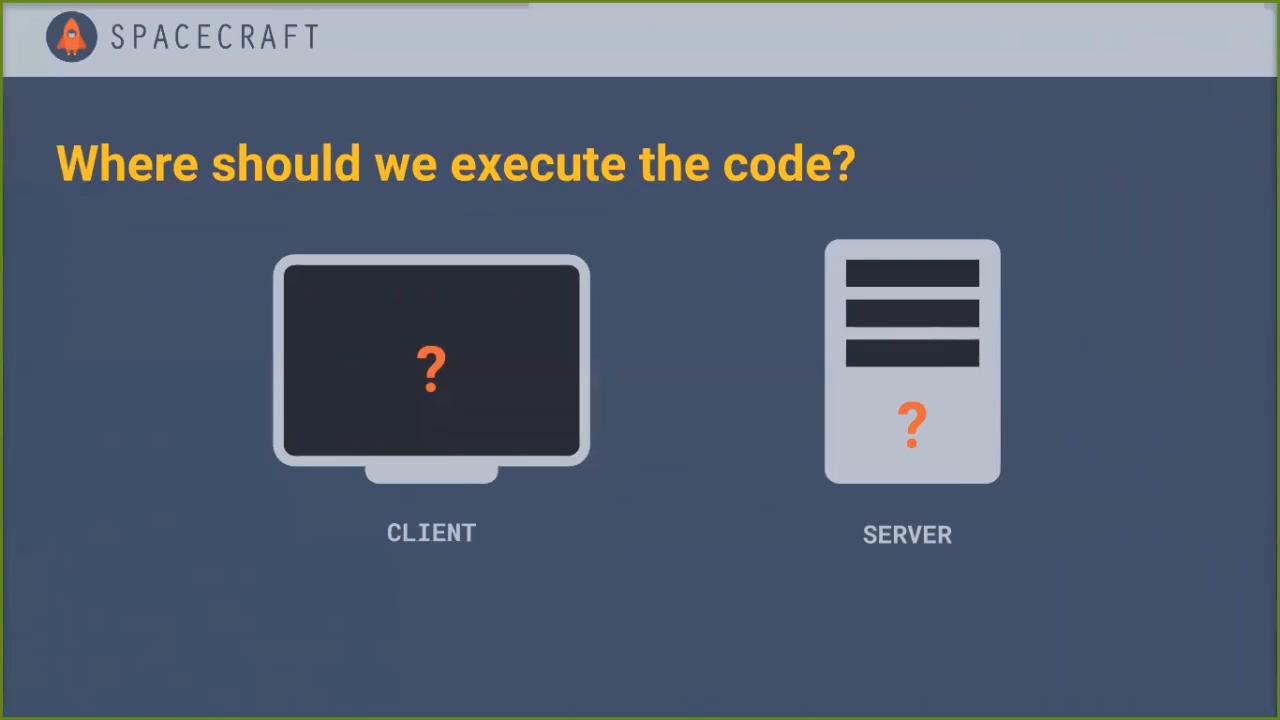 SPACECRAFT
Where should we execute the code?
?
?
CLIENT
SERVER